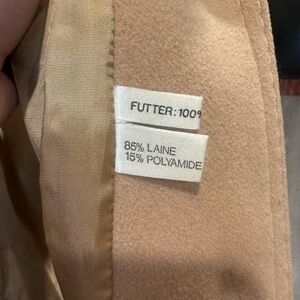 FUTTER: 100%
85% LAINE
15% POLYAMIDE